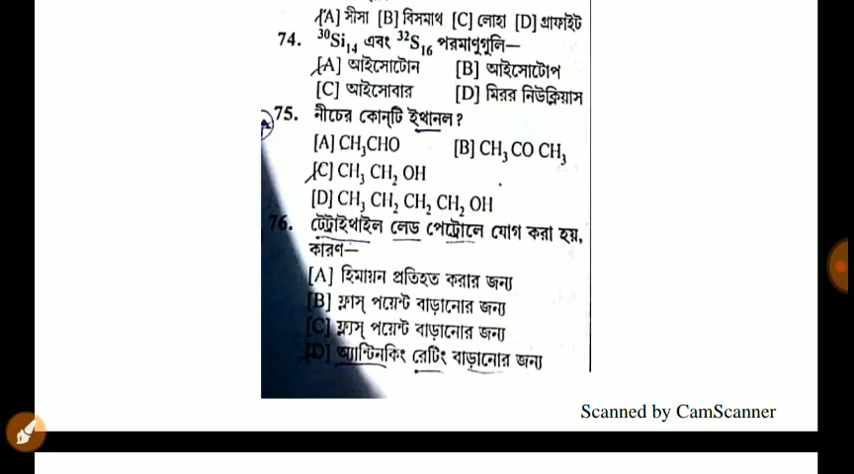 [A] সীসা [B] বিসমাথ [C] লোহা [D] গ্রাফাইট
74. ³⁰Si₁₄ এবং ³²S₁₆ পরমাণুগুলি—
[A] আইসোটোন [B] আইসোটোপ
[C] আইসোবার [D] মিরর নিউক্লিয়াস
75. নীচের কোন্‌টি ইথানল?
[A] CH₃CHO [B] CH₃ CO CH₃
[C] CH₃ CH₂ OH
[D] CH₃ CH₂ CH₂ CH₂ OH
76. টেট্রাইথাইল লেড পেট্রোলে যোগ করা হয়,
কারণ—
[A] হিমায়ন প্রতিহত করার জন্য
[B] ফ্লাস্ পয়েন্ট বাড়ানোর জন্য
[C] ফ্ল্যস্ পয়েন্ট বাড়ানোর জন্য
[D] অ্যান্টিনকিং রেটিং বাড়ানোর জন্য
Scanned by CamScanner